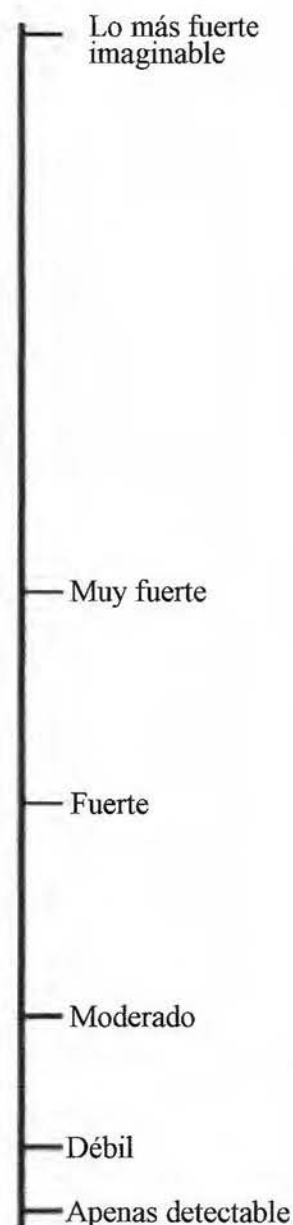 Lo más fuerte
imaginable
Muy fuerte
Fuerte
Moderado
Débil
Apenas detectable